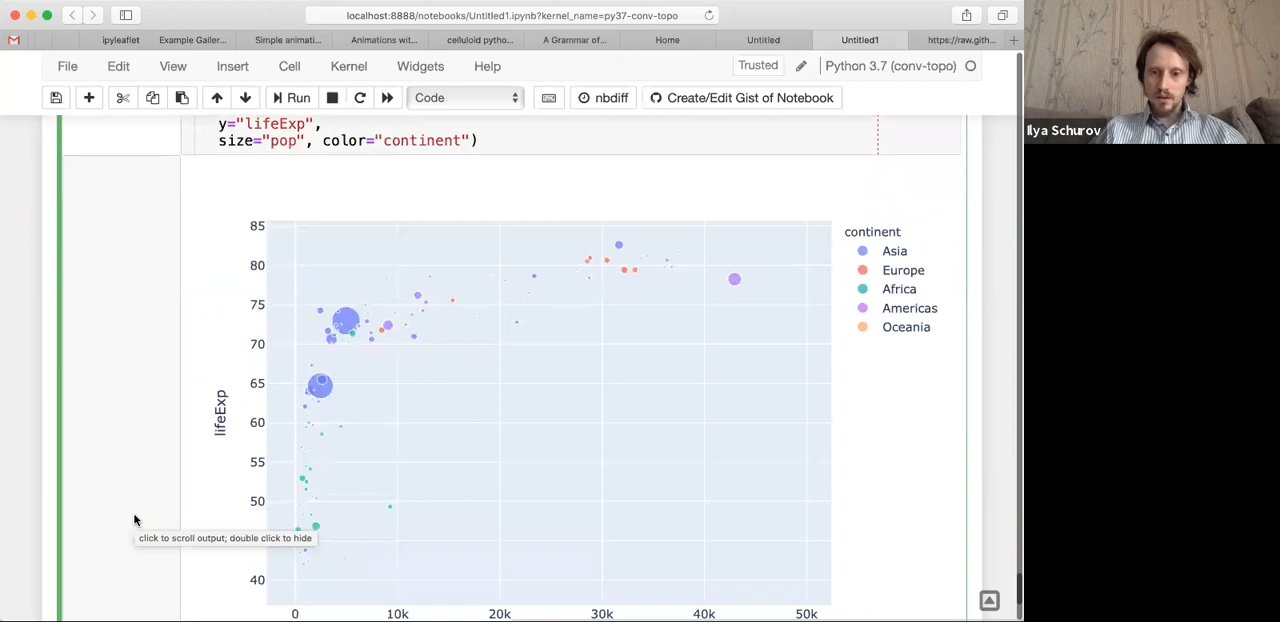 localhost:8888/notebooks/Untitled1.ipynb?kernel_name=py37-conv-topo
ipyleaflet Example Galler... Simple animati... Animations wit... celluloid pytho... A Grammar of... Home Untitled Untitled1 https://raw.gith...
File Edit View Insert Cell Kernel Widgets Help Trusted Python 3.7 (conv-topo)
Run Code nbdiff Create/Edit Gist of Notebook
y="lifeExp",
size="pop", color="continent")
continent
Asia
Europe
Africa
Americas
Oceania
lifeExp
85
80
75
70
65
60
55
50
40
0 10k 20k 30k 40k 50k
click to scroll output; double click to hide
Ilya Schurov